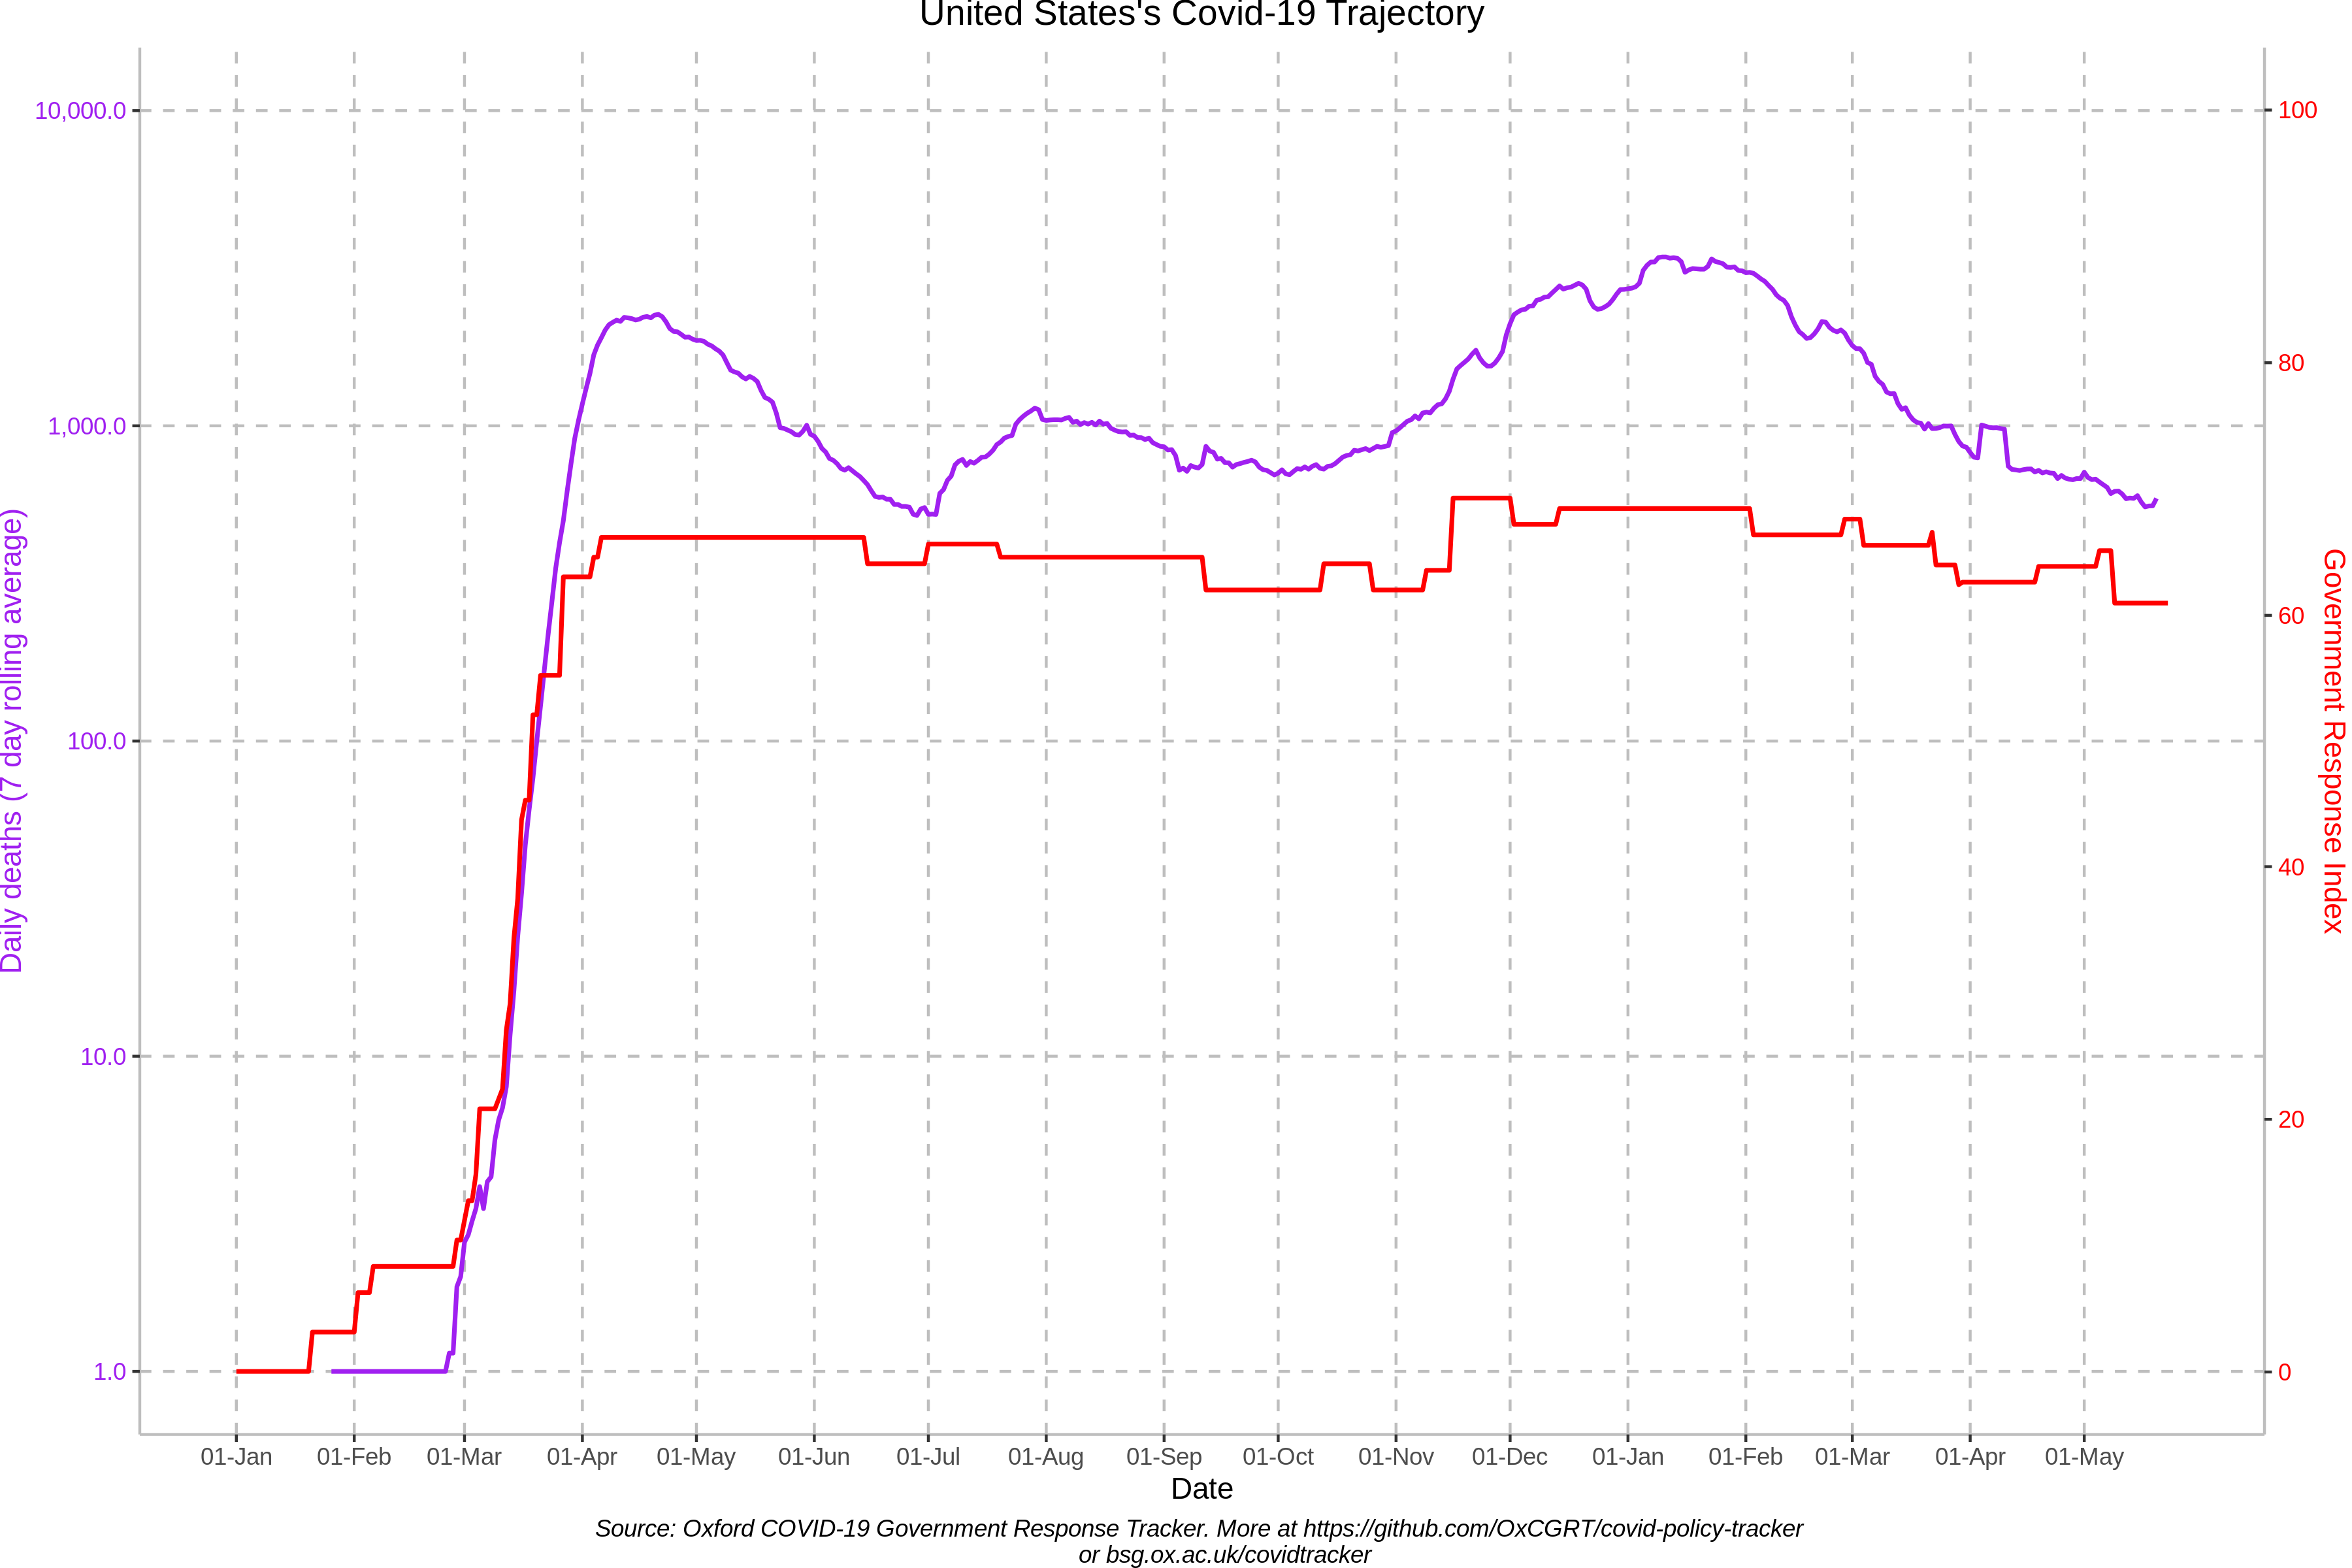 United States's Covid-19 Trajectory
10,000.0
1,000.0
100.0
10.0
1.0
Daily deaths (7 day rolling average)
100
80
60
40
20
0
Government Response Index
01-Jan 01-Feb 01-Mar 01-Apr 01-May 01-Jun 01-Jul 01-Aug 01-Sep 01-Oct 01-Nov 01-Dec 01-Jan 01-Feb 01-Mar 01-Apr 01-May
Date
Source: Oxford COVID-19 Government Response Tracker. More at https://github.com/OxCGRT/covid-policy-tracker
or bsg.ox.ac.uk/covidtracker